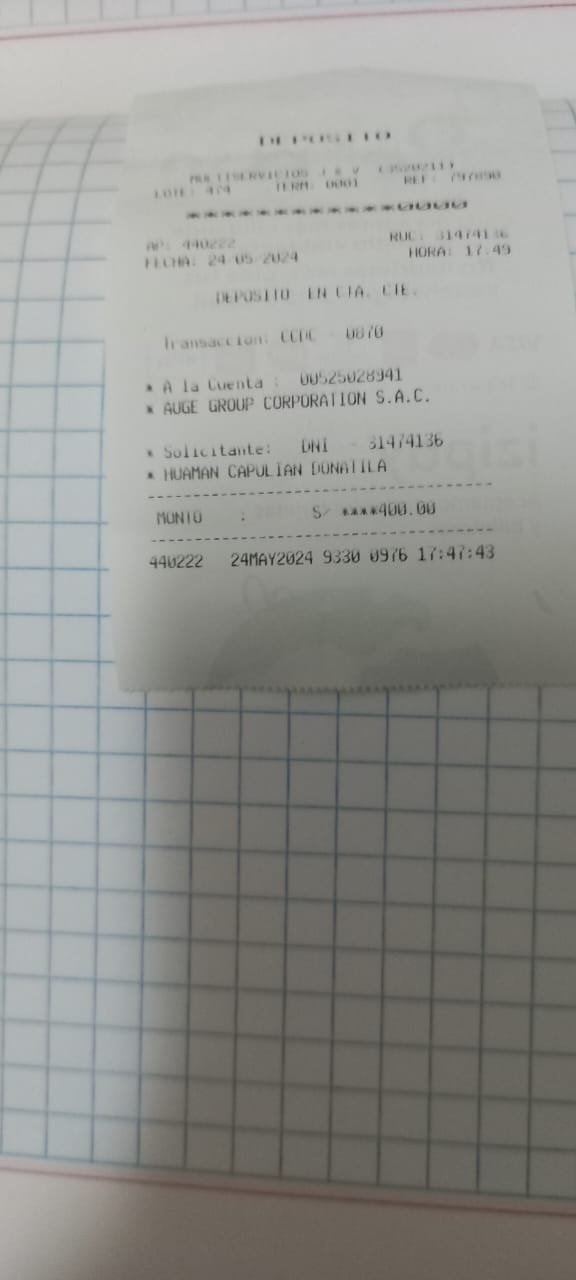 DEPOSITO
MULTISERVICIOS J & V (3520211)
LOTE: 474 TERM: 0001 REF: 797890
************0000
AP: 440222 RUC: 31474136
FECHA: 24-05-2024 HORA: 17:49
DEPOSITO EN CTA. CTE.
Transaccion: CCDC - 0870
* A la Cuenta : 00525028941
* AUGE GROUP CORPORATION S.A.C.
* Solicitante: DNI - 31474136
* HUAMAN CAPULIAN DONATILA
MONTO : S/ ****400.00
440222 24MAY2024 9330 0976 17:47:43